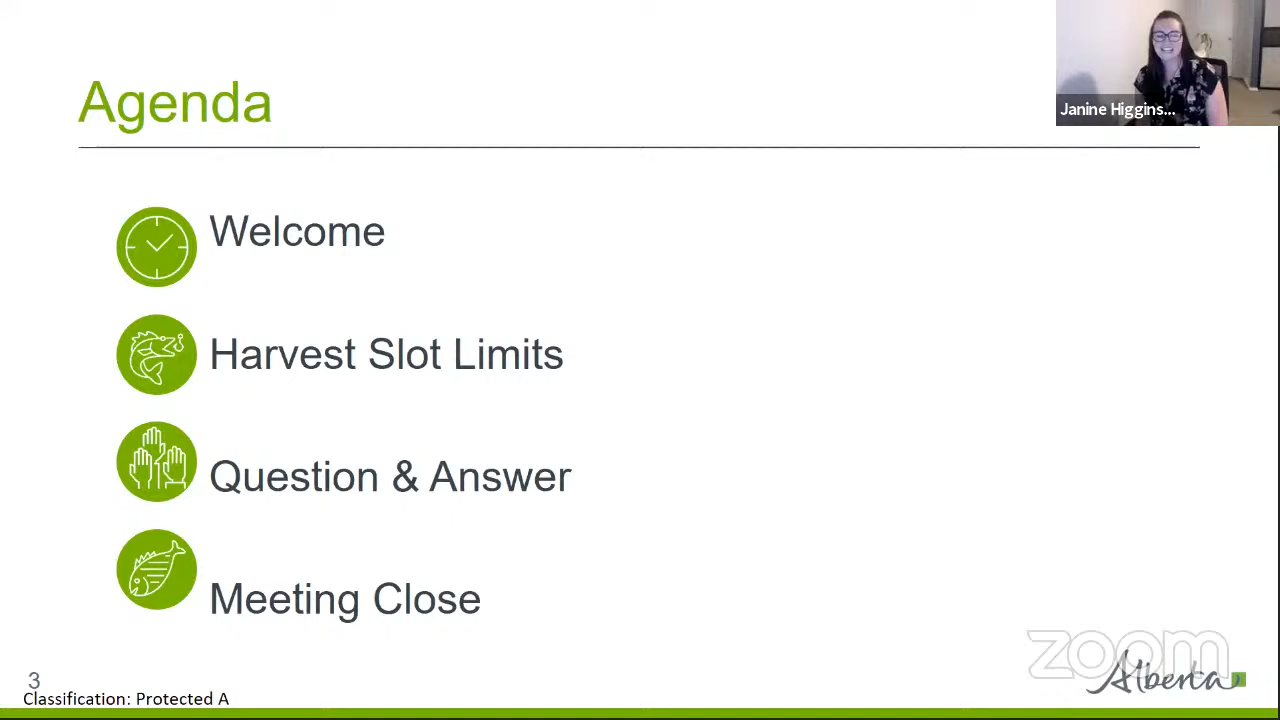 Agenda
Janine Higgins...
Welcome
Harvest Slot Limits
Question & Answer
Meeting Close
zoom
Alberta
3
Classification: Protected A